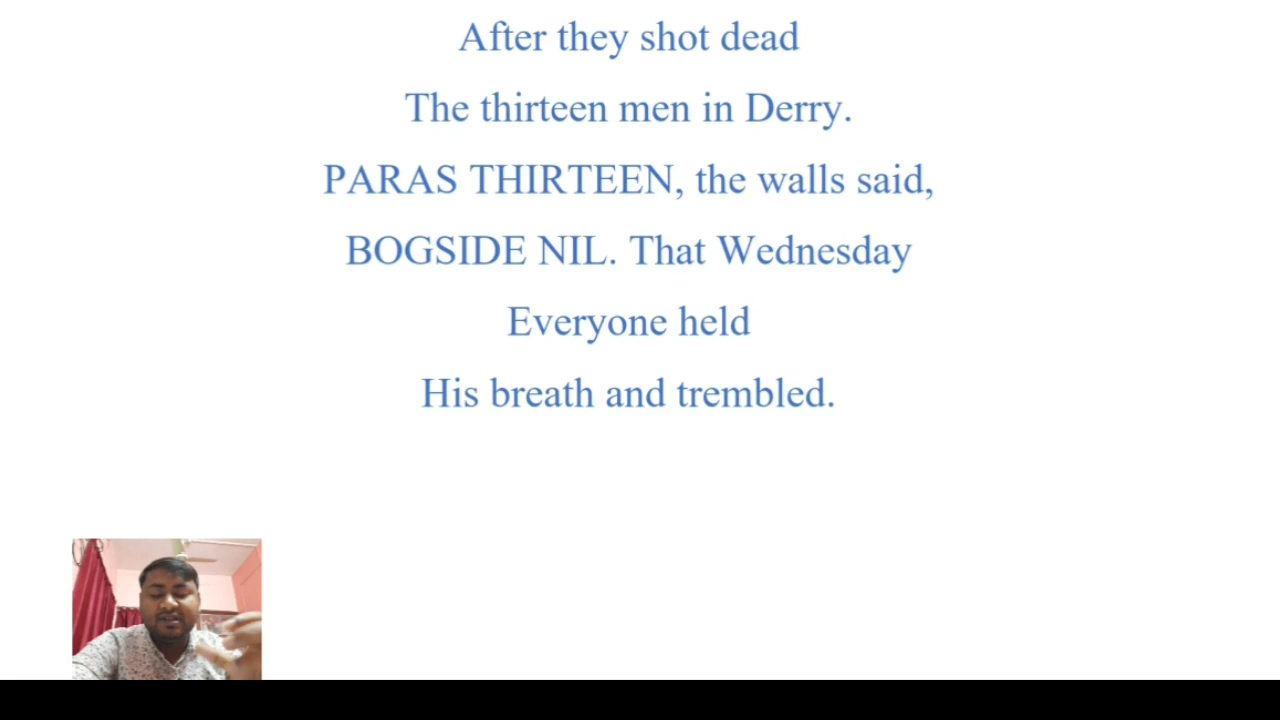 After they shot dead
The thirteen men in Derry.
PARAS THIRTEEN, the walls said,
BOGSIDE NIL. That Wednesday
Everyone held
His breath and trembled.